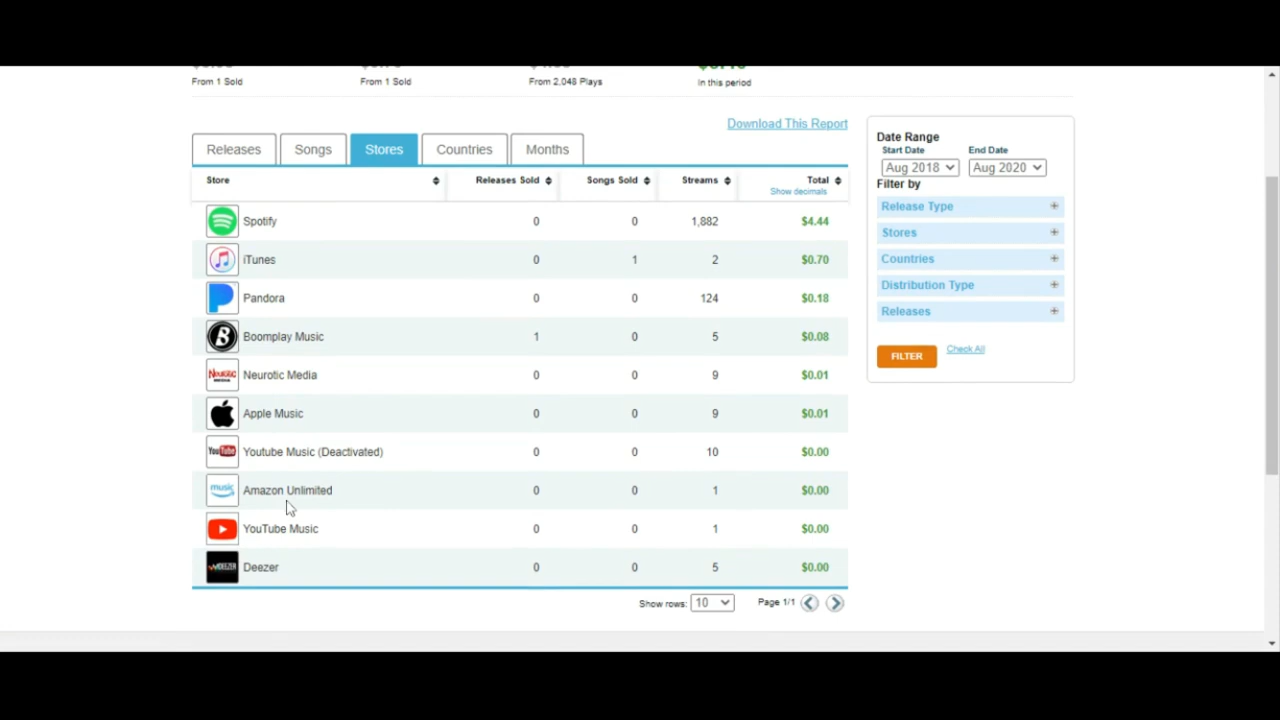 From 1 Sold From 1 Sold From 2,048 Plays In this period
Download This Report
Releases Songs Stores Countries Months
Store Releases Sold Songs Sold Streams Total
Show decimals
Spotify 0 0 1,882 $4.44
iTunes 0 1 2 $0.70
Pandora 0 0 124 $0.18
Boomplay Music 1 0 5 $0.08
Neurotic Media 0 0 9 $0.01
Apple Music 0 0 9 $0.01
Youtube Music (Deactivated) 0 0 10 $0.00
music Amazon Unlimited 0 0 1 $0.00
YouTube Music 0 0 1 $0.00
Deezer 0 0 5 $0.00
Show rows: 10 Page 1/1
Date Range
Start Date End Date
Aug 2018 Aug 2020
Filter by
Release Type
Stores
Countries
Distribution Type
Releases
FILTER Check All